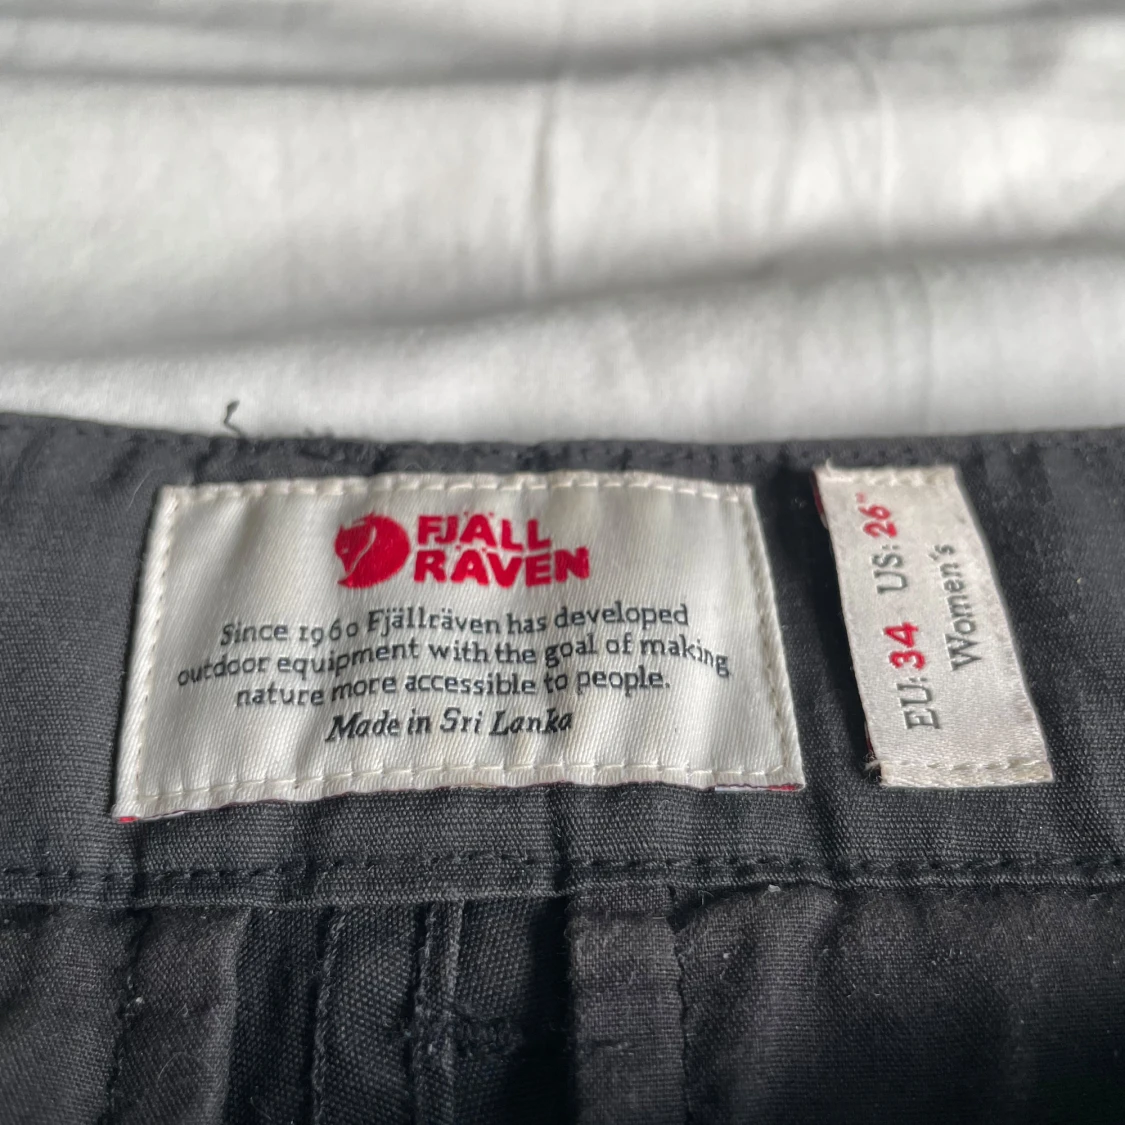 FJÄLL
RÄVEN
Since 1960 Fjällräven has developed
outdoor equipment with the goal of making
nature more accessible to people.
Made in Sri Lanka
EU: 34 US: 26"
Women's